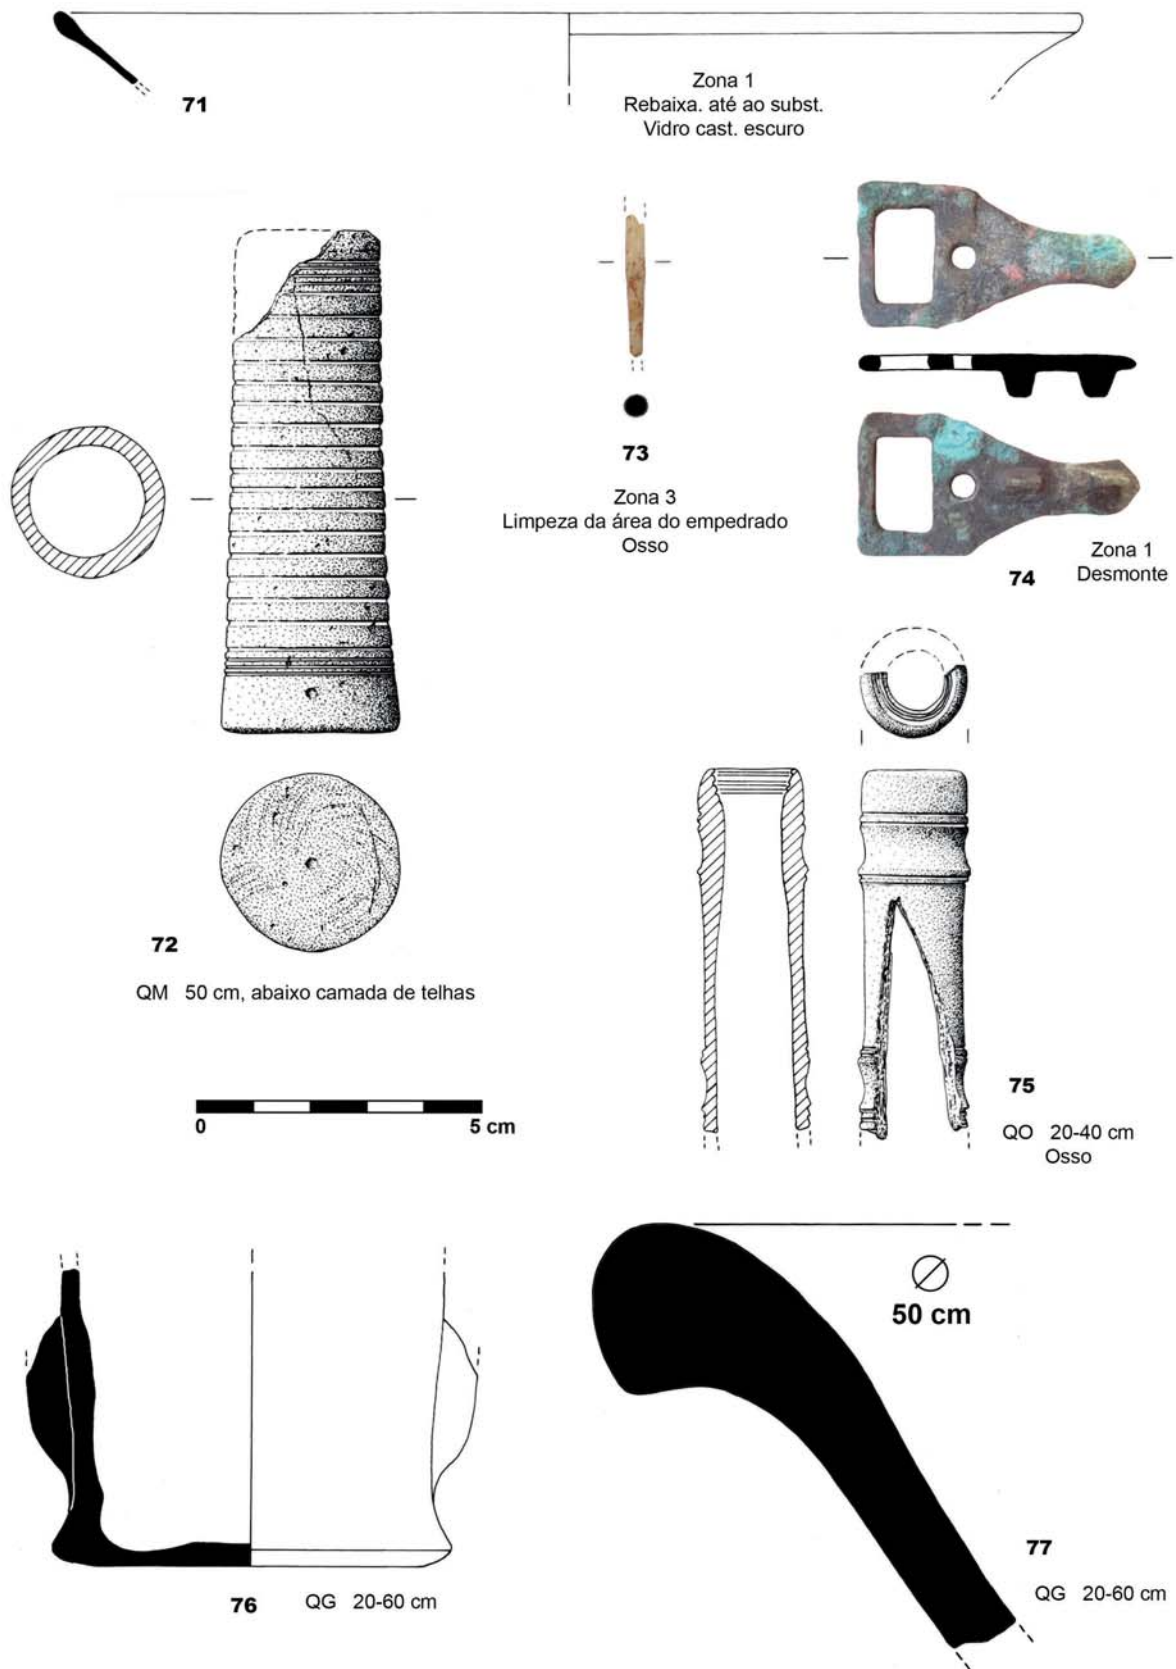 71
Zona 1
Rebaixa. até ao subst.
Vidro cast. escuro
73
Zona 3
Limpeza da área do empedrado
Osso
74
Zona 1
Desmonte
72
QM 50 cm, abaixo camada de telhas
0 5 cm
75
QO 20-40 cm
Osso
50 cm
76 QG 20-60 cm
77
QG 20-60 cm